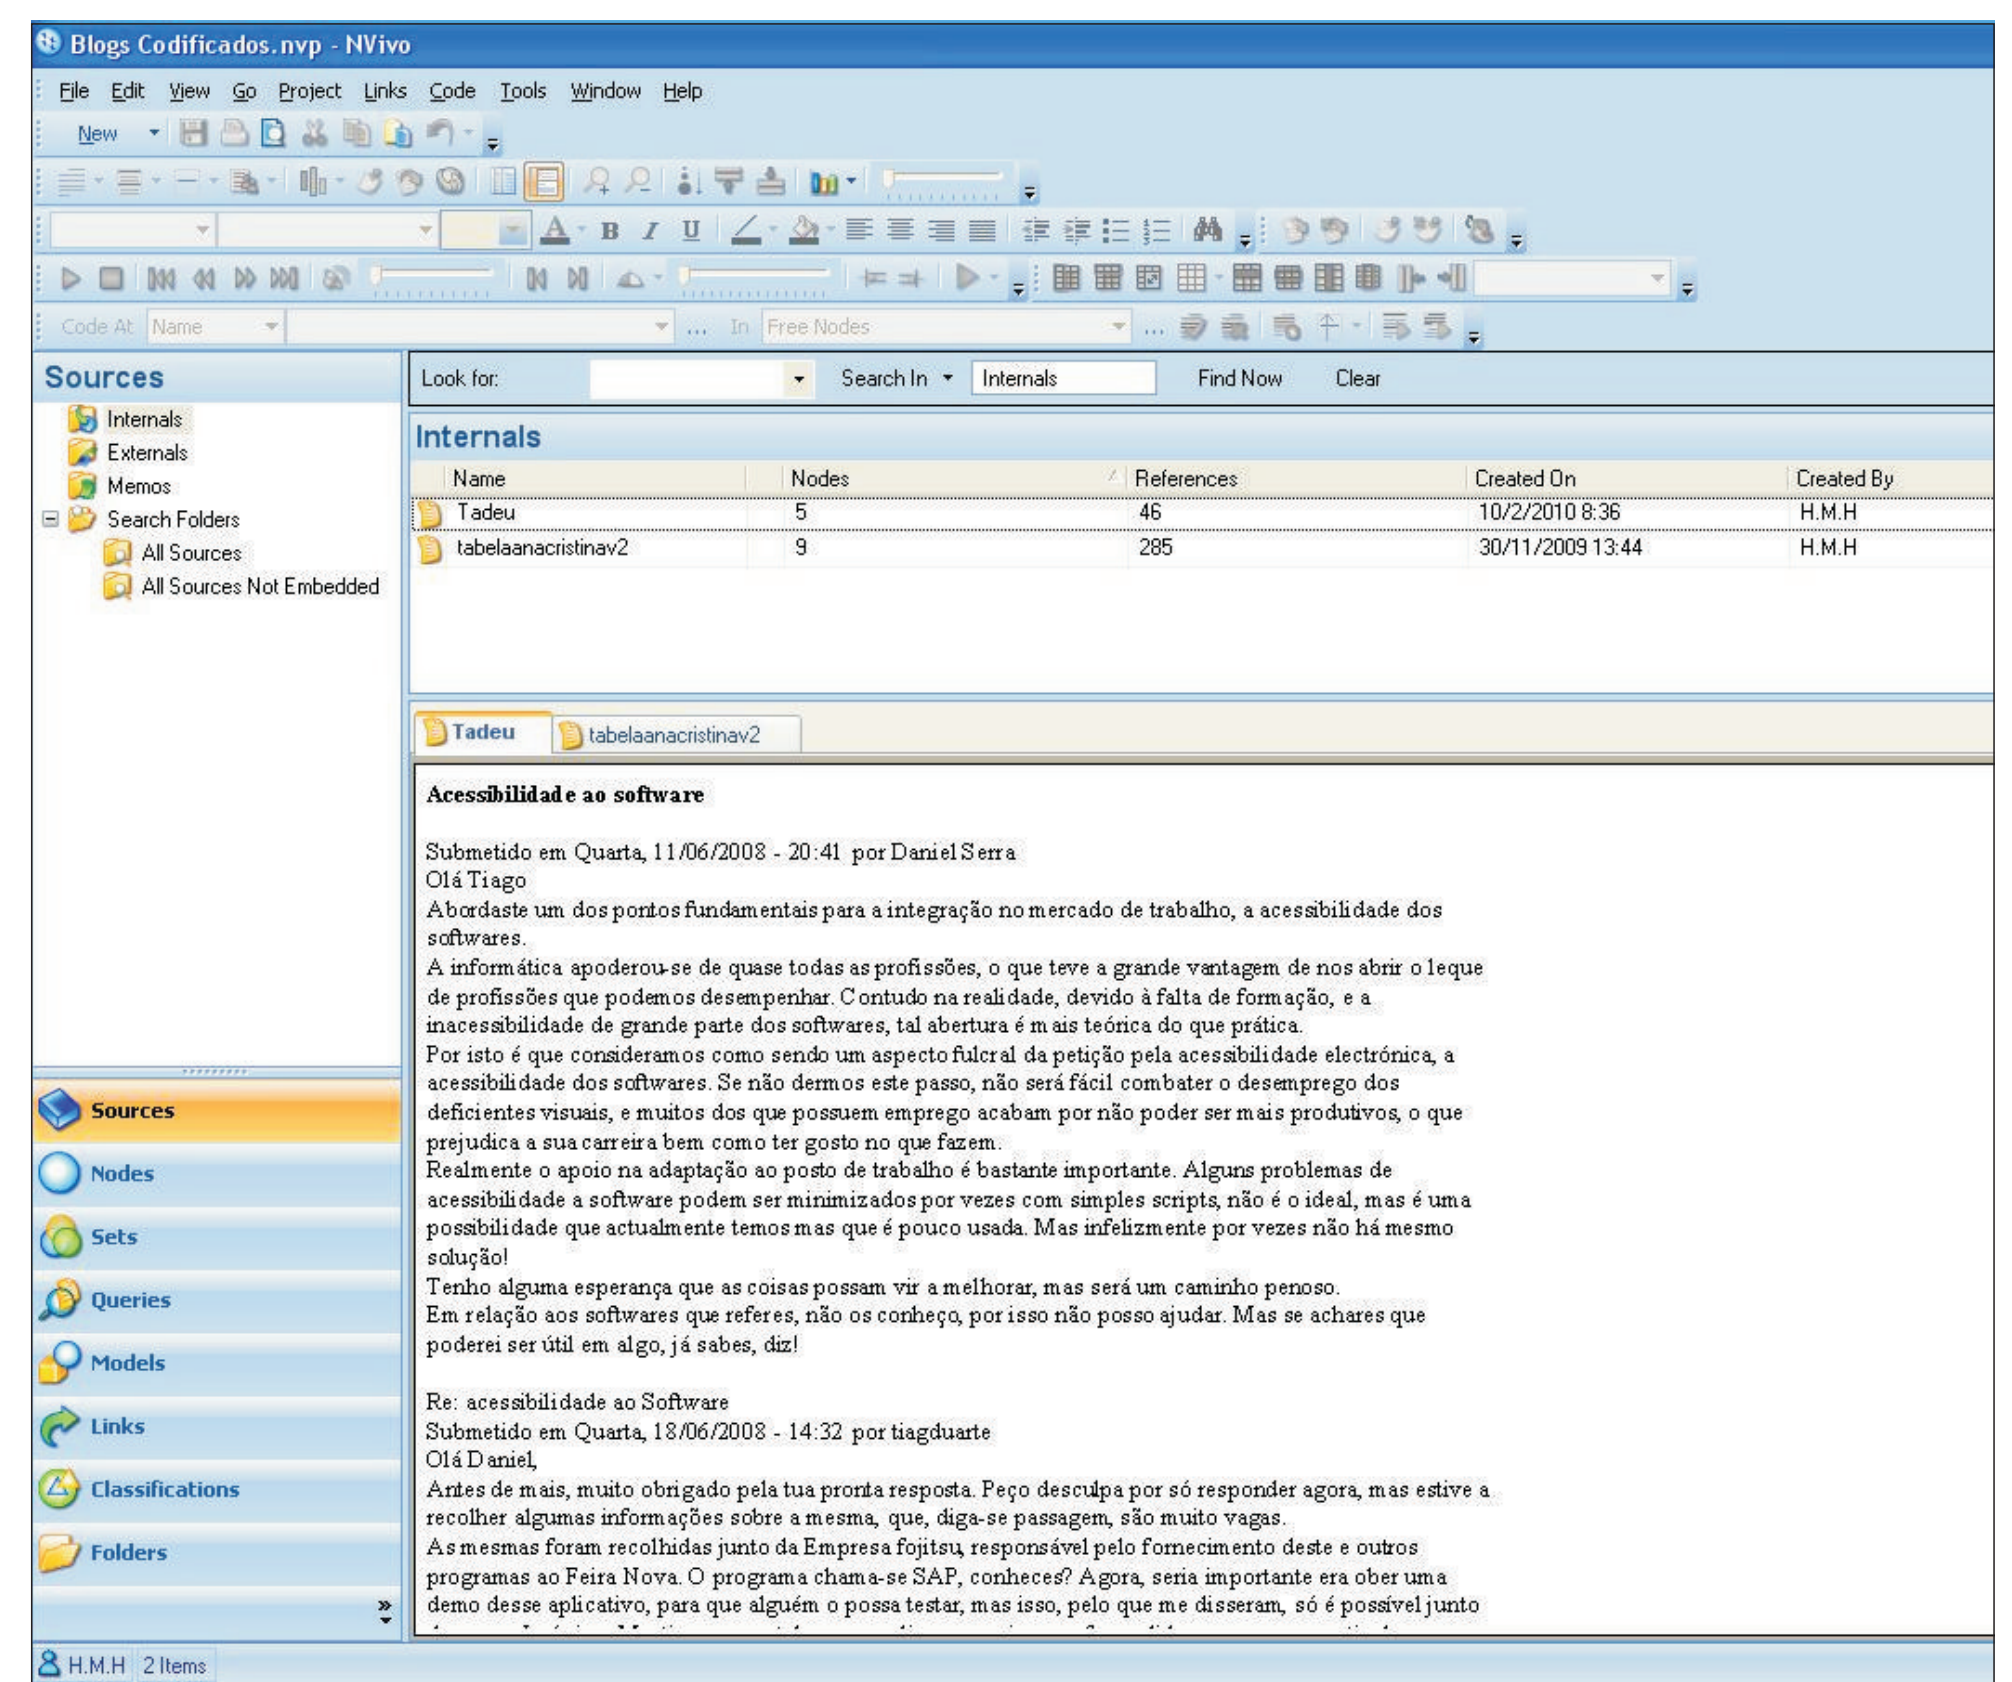 Blogs Codificados.nvp - NVivo
File Edit View Go Project Links Code Tools Window Help
New
A B I U
Code At Name ... In Free Nodes ...
Sources
Internals
Externals
Memos
Search Folders
All Sources
All Sources Not Embedded
Look for: Search In Internals Find Now Clear
Internals
Name Nodes References Created On Created By
Tadeu 5 46 10/2/2010 8:36 H.M.H
tabelaanacristinav2 9 285 30/11/2009 13:44 H.M.H
Tadeu tabelaanacristinav2
Acessibilidade ao software
Submetido em Quarta, 11/06/2008 - 20:41 por Daniel Serra
Olá Tiago
Abordaste um dos pontos fundamentais para a integração no mercado de trabalho, a acessibilidade dos
softwares.
A informática apoderou-se de quase todas as profissões, o que teve a grande vantagem de nos abrir o leque
de profissões que podemos desempenhar. Contudo na realidade, devido à falta de formação, e a
inacessibilidade de grande parte dos softwares, tal abertura é mais teórica do que prática.
Por isto é que consideramos como sendo um aspecto fulcral da petição pela acessibilidade electrónica, a
acessibilidade dos softwares. Se não dermos este passo, não será fácil combater o desemprego dos
deficientes visuais, e muitos dos que possuem emprego acabam por não poder ser mais produtivos, o que
prejudica a sua carreira bem como ter gosto no que fazem.
Realmente o apoio na adaptação ao posto de trabalho é bastante importante. Alguns problemas de
acessibilidade a software podem ser minimizados por vezes com simples scripts, não é o ideal, mas é uma
possibilidade que actualmente temos mas que é pouco usada. Mas infelizmente por vezes não há mesmo
solução!
Tenho alguma esperança que as coisas possam vir a melhorar, mas será um caminho penoso.
Em relação aos softwares que referes, não os conheço, por isso não posso ajudar. Mas se achares que
poderei ser útil em algo, já sabes, diz!
Re: acessibilidade ao Software
Submetido em Quarta, 18/06/2008 - 14:32 por tiagduarte
Olá Daniel,
Antes de mais, muito obrigado pela tua pronta resposta. Peço desculpa por só responder agora, mas estive a
recolher algumas informações sobre a mesma, que, diga-se passagem, são muito vagas.
As mesmas foram recolhidas junto da Empresa fojitsu, responsável pelo fornecimento deste e outros
programas ao Feira Nova. O programa chama-se SAP, conheces? Agora, seria importante era ober uma
demo desse aplicativo, para que alguém o possa testar, mas isso, pelo que me disseram, só é possível junto
Sources
Nodes
Sets
Queries
Models
Links
Classifications
Folders
H.M.H 2 Items